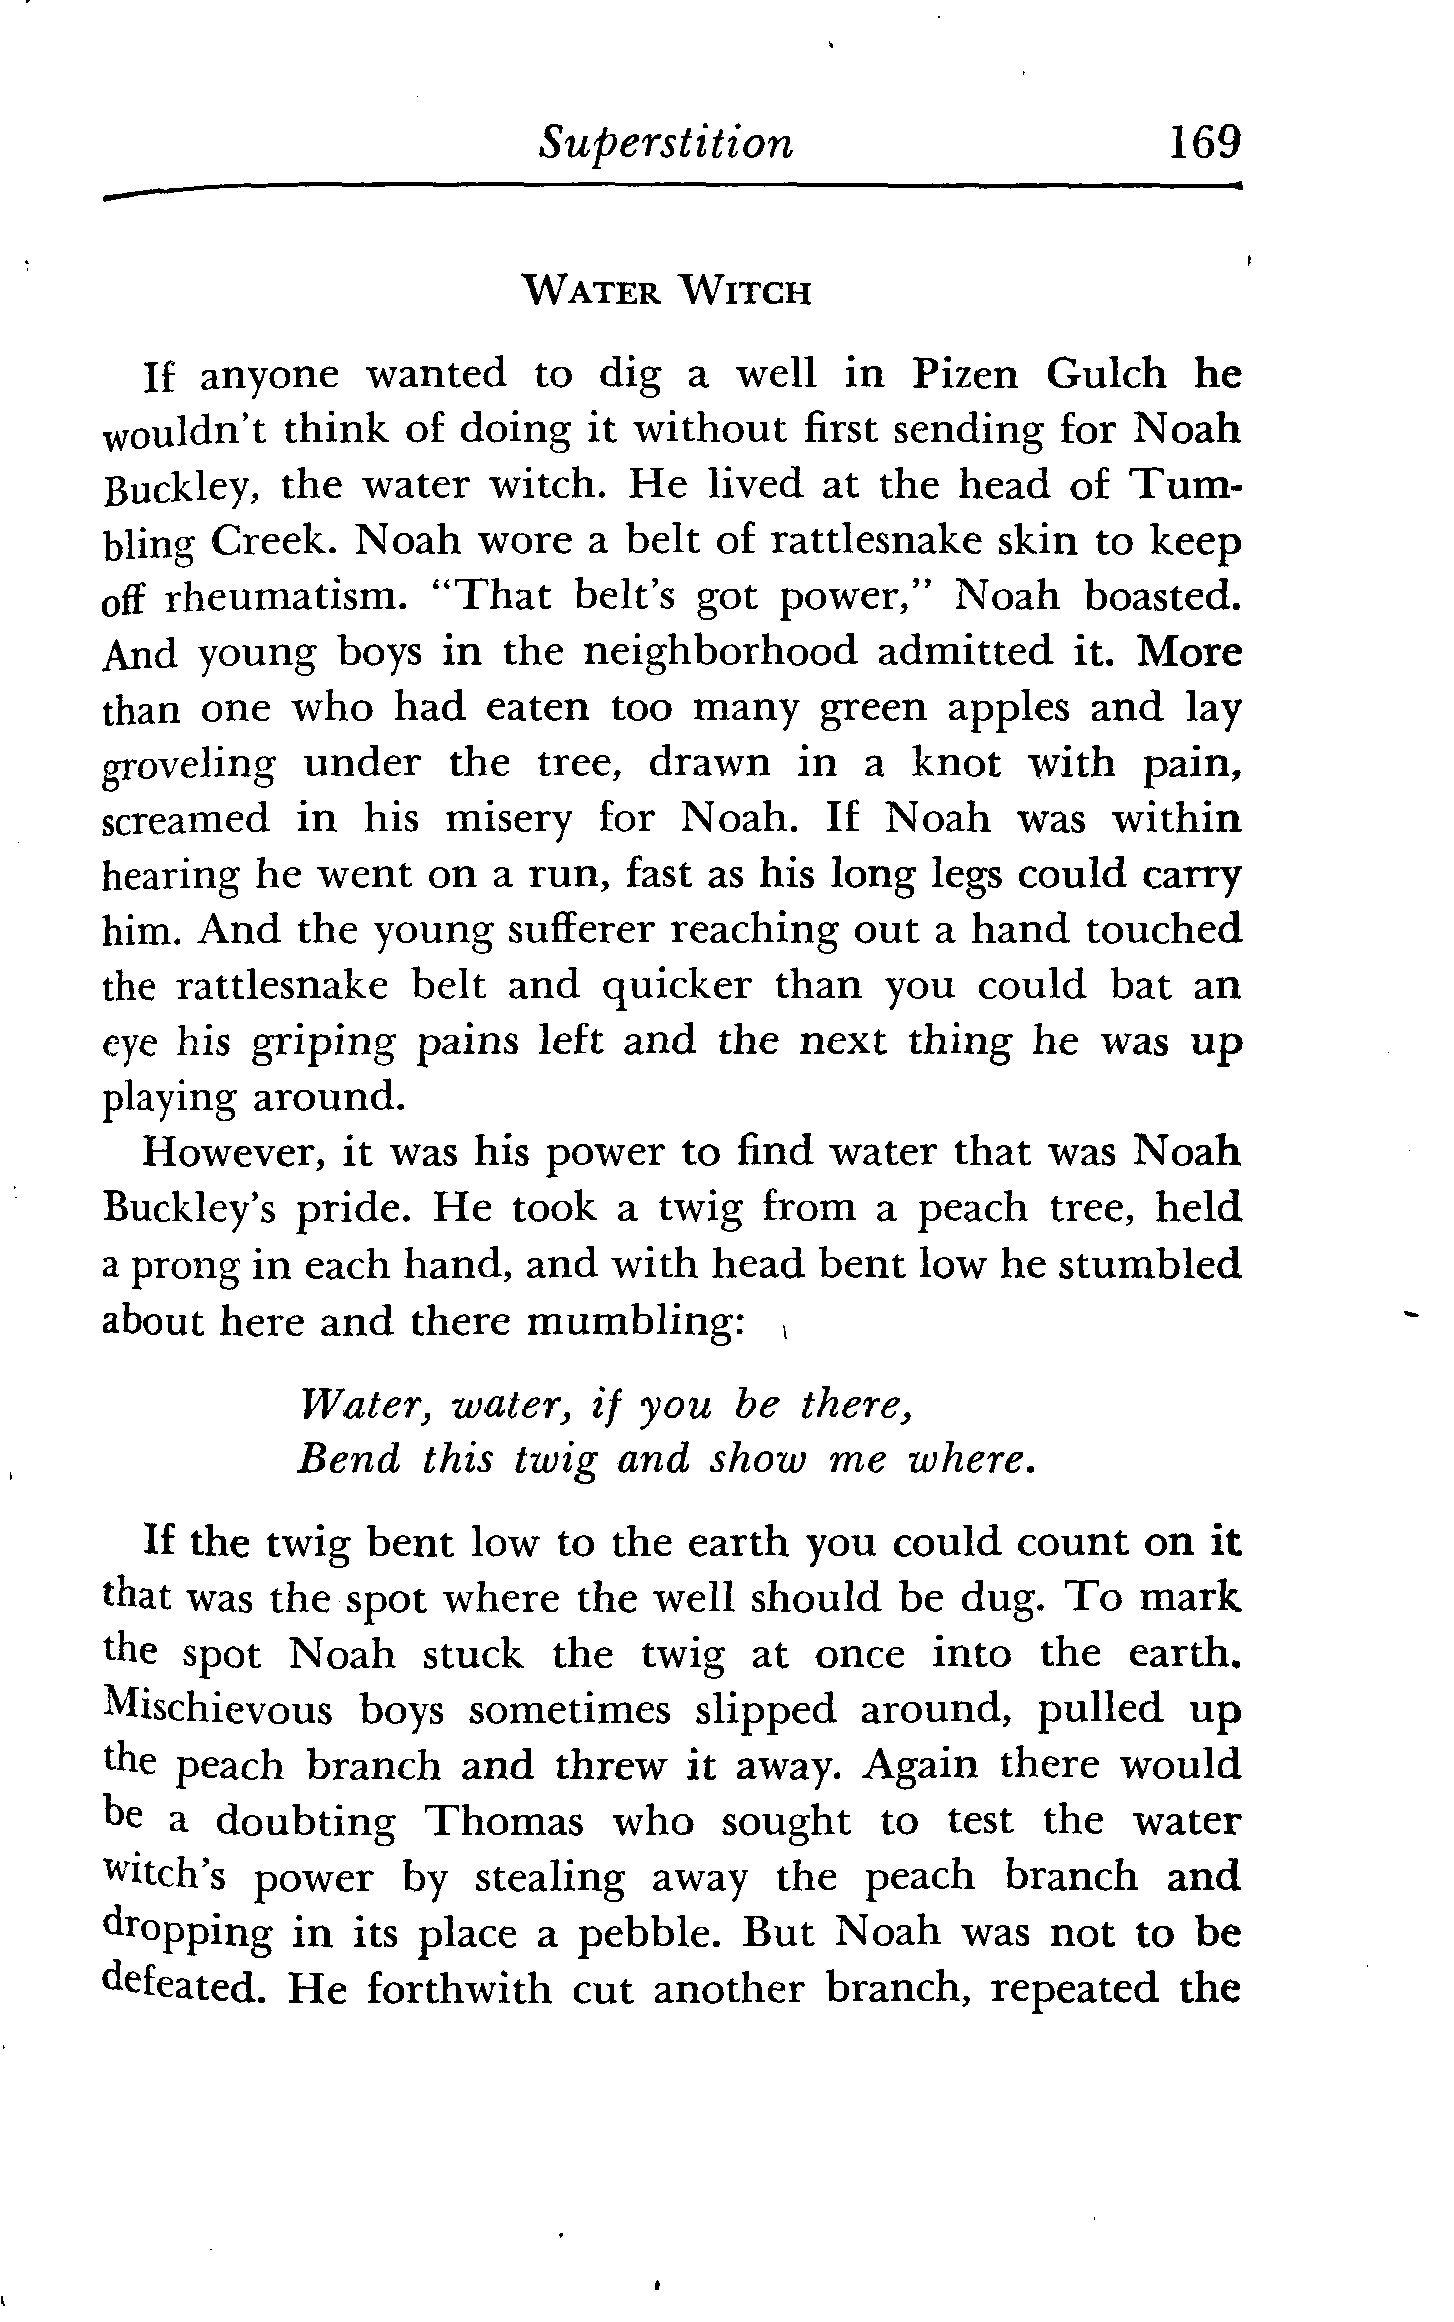 Superstition 169
WATER WITCH
If anyone wanted to dig a well in Pizen Gulch he
wouldn't think of doing it without first sending for Noah
Buckley, the water witch. He lived at the head of Tum-
bling Creek. Noah wore a belt of rattlesnake skin to keep
off rheumatism. "That belt's got power," Noah boasted.
And young boys in the neighborhood admitted it. More
than one who had eaten too many green apples and lay
groveling under the tree, drawn in a knot with pain,
screamed in his misery for Noah. If Noah was within
hearing he went on a run, fast as his long legs could carry
him. And the young sufferer reaching out a hand touched
the rattlesnake belt and quicker than you could bat an
eye his griping pains left and the next thing he was up
playing around.
However, it was his power to find water that was Noah
Buckley's pride. He took a twig from a peach tree, held
a prong in each hand, and with head bent low he stumbled
about here and there mumbling:
Water, water, if you be there,
Bend this twig and show me where.
If the twig bent low to the earth you could count on it
that was the spot where the well should be dug. To mark
the spot Noah stuck the twig at once into the earth.
Mischievous boys sometimes slipped around, pulled up
the peach branch and threw it away. Again there would
be a doubting Thomas who sought to test the water
witch's power by stealing away the peach branch and
dropping in its place a pebble. But Noah was not to be
defeated. He forthwith cut another branch, repeated the